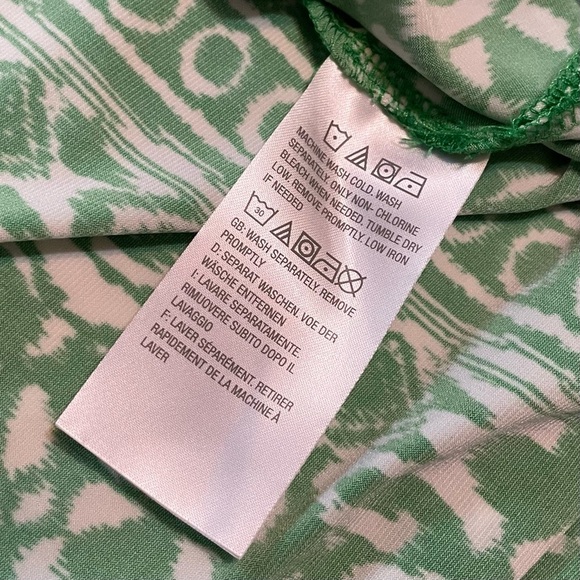 MACHINE WASH COLD-WASH
SEPARATELY, ONLY NON- CHLORINE
BLEACH WHEN NEEDED, TUMBLE DRY
LOW, REMOVE PROMPTLY, LOW IRON
IF NEEDED
30
GB: WASH SEPARATELY, REMOVE
PROMPTLY
D: SEPARAT WASCHEN. VOE DER
WÄSCHE ENTFERNEN
I: LAVARE SEPARATAMENTE.
RIMUOVERE SUBITO DOPO IL
LAVAGGIO
F: LAVER SÉPARÉMENT. RETIRER
RAPIDEMENT DE LA MACHINE À
LAVER